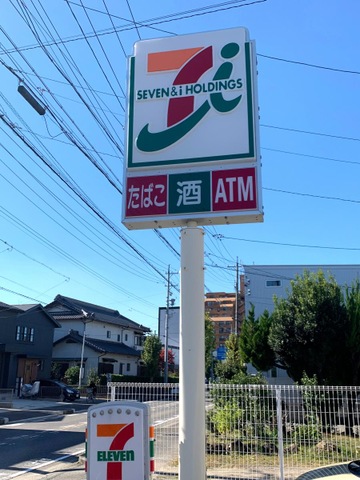 SEVEN&i HOLDINGS
たばこ 酒 ATM
ELEVEN